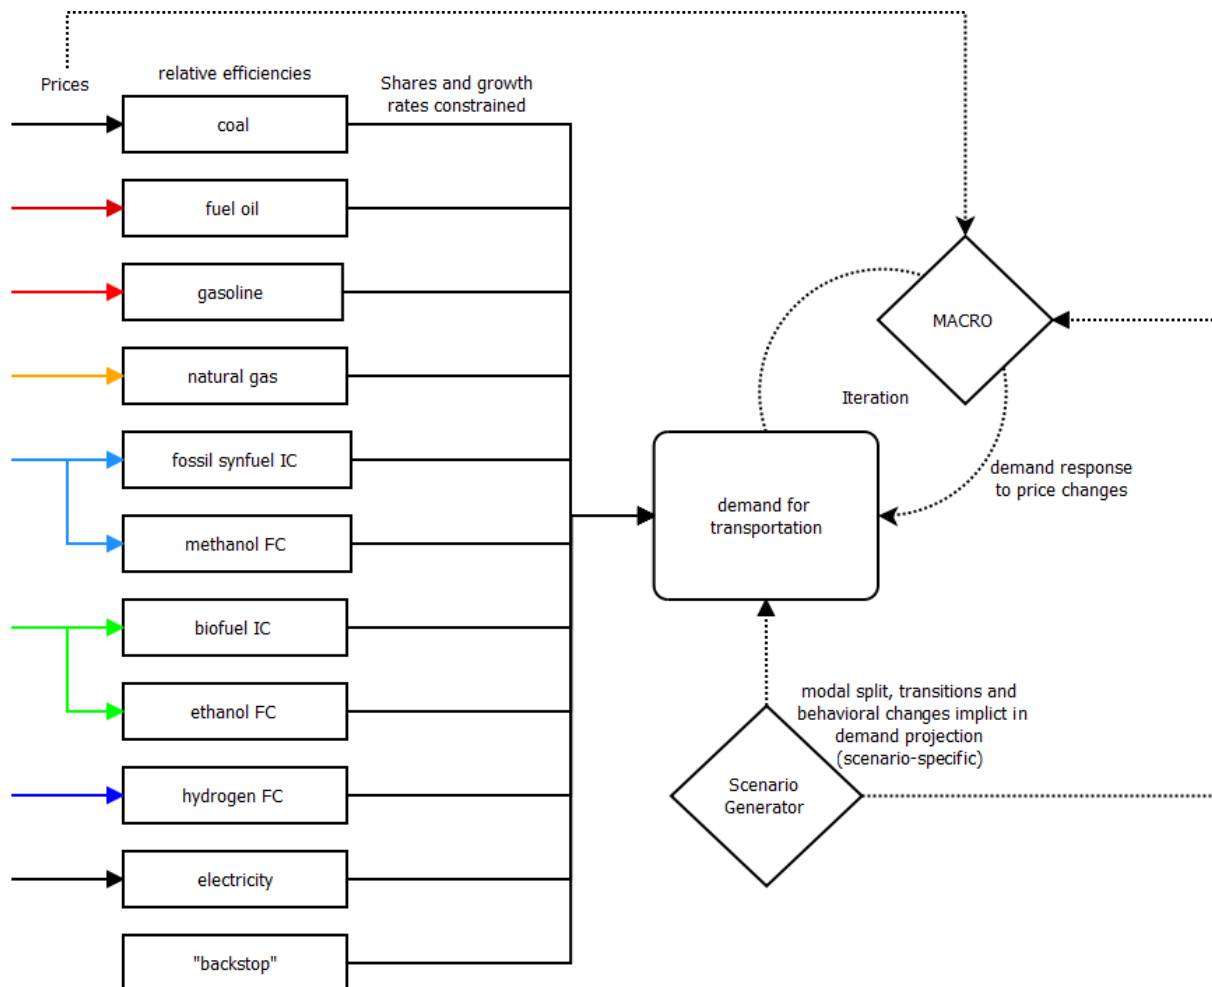 Prices
relative efficiencies
Shares and growth
rates constrained
coal
fuel oil
gasoline
natural gas
fossil synfuel IC
methanol FC
biofuel IC
ethanol FC
hydrogen FC
electricity
"backstop"
MACRO
Iteration
demand response
to price changes
demand for
transportation
modal split, transitions and
behavioral changes implict in
demand projection
(scenario-specific)
Scenario
Generator